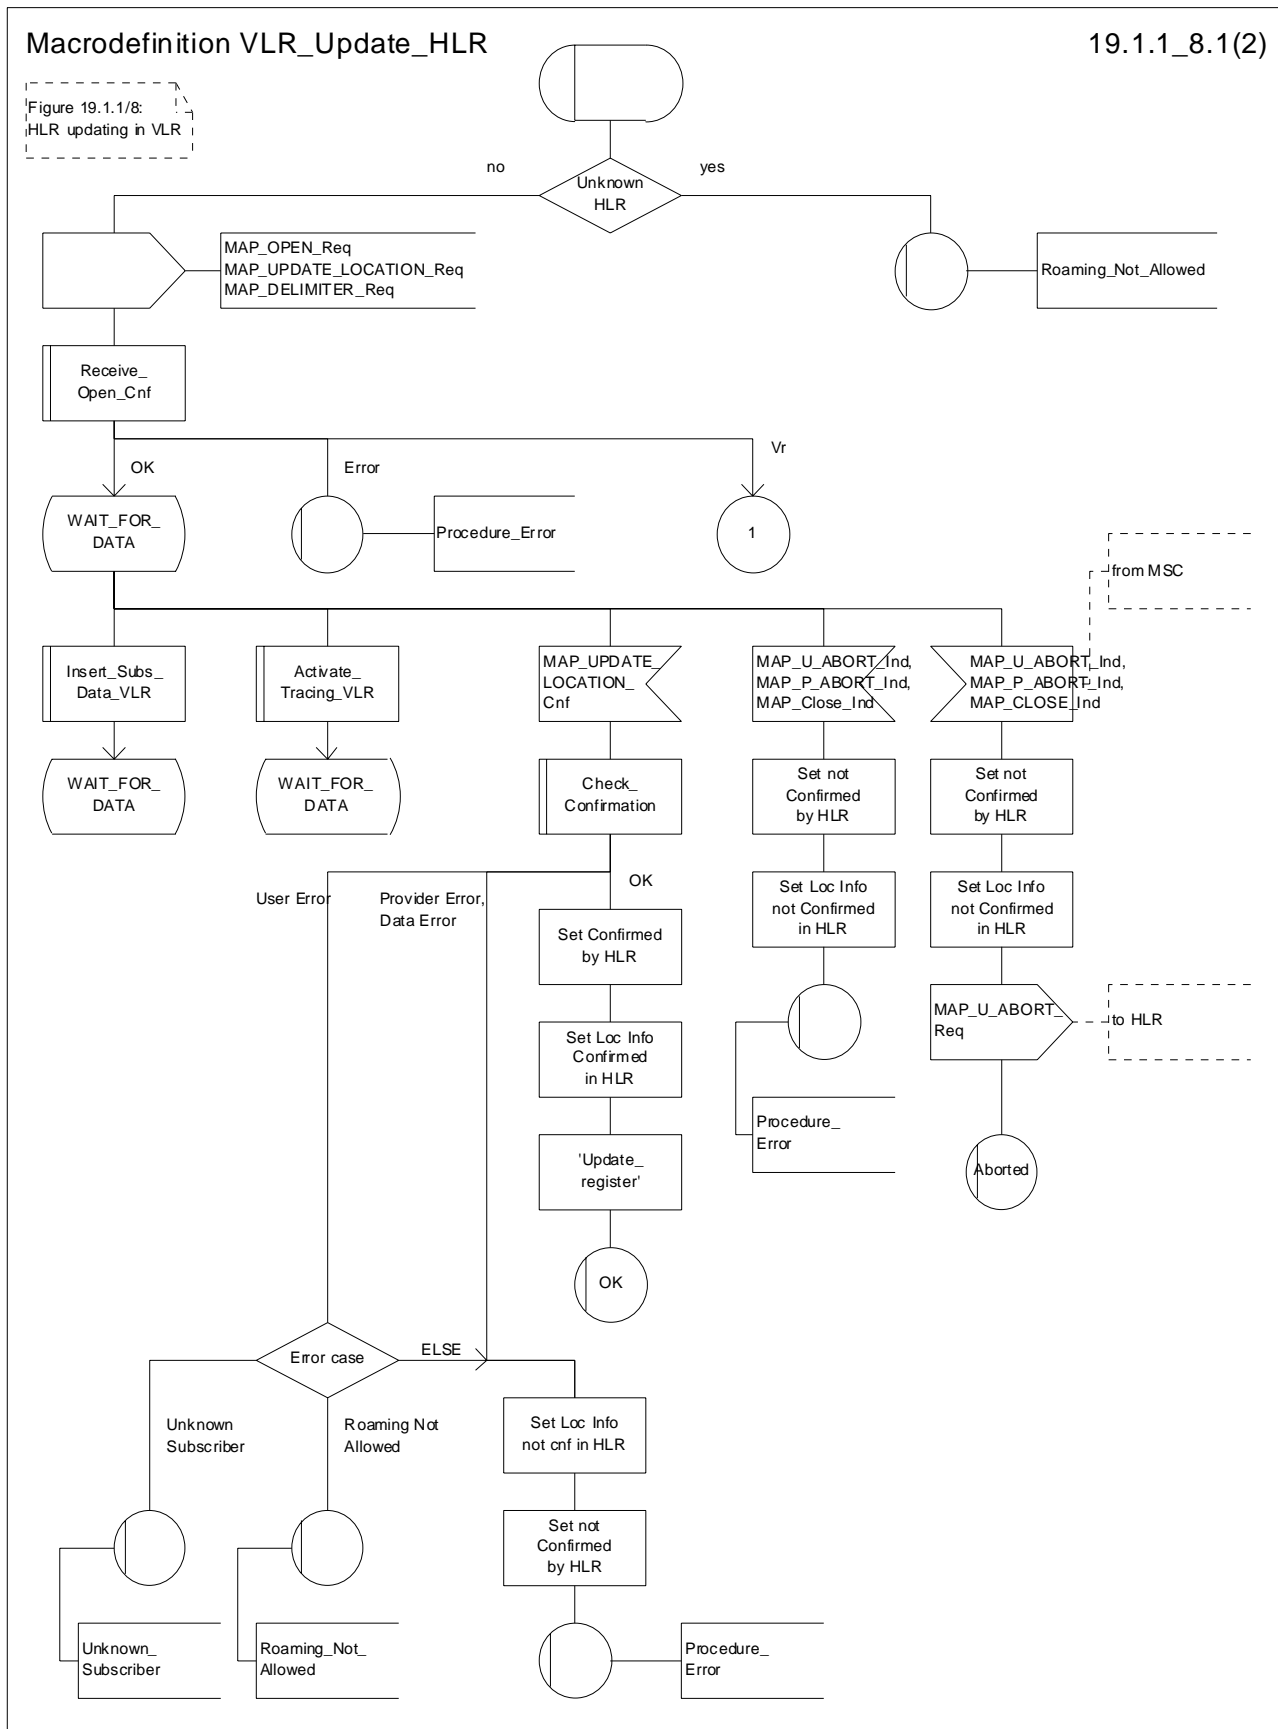 Macrodefinition VLR_Update_HLR
19.1.1_8.1(2)
Figure 19.1.1/8:
HLR updating in VLR
no
yes
Unknown
HLR
MAP_OPEN_Req
MAP_UPDATE_LOCATION_Req
MAP_DELIMITER_Req
Roaming_Not_Allowed
Receive_
Open_Cnf
Vr
OK
Error
WAIT_FOR_
DATA
Procedure_Error
1
from MSC
Insert_Subs_
Data_VLR
Activate_
Tracing_VLR
MAP_UPDATE_
LOCATION_
Cnf
MAP_U_ABORT_Ind,
MAP_P_ABORT_Ind,
MAP_Close_Ind
MAP_U_ABORT_Ind,
MAP_P_ABORT_Ind,
MAP_CLOSE_Ind
WAIT_FOR_
DATA
WAIT_FOR_
DATA
Check_
Confirmation
Set not
Confirmed
by HLR
Set not
Confirmed
by HLR
User Error
Provider Error,
Data Error
OK
Set Loc Info
not Confirmed
in HLR
Set Loc Info
not Confirmed
in HLR
Set Confirmed
by HLR
MAP_U_ABORT_
Req
to HLR
Set Loc Info
Confirmed
in HLR
Procedure_
Error
'Update_
register'
Aborted
OK
Error case
ELSE
Unknown
Subscriber
Roaming Not
Allowed
Set Loc Info
not cnf in HLR
Set not
Confirmed
by HLR
Unknown_
Subscriber
Roaming_Not_
Allowed
Procedure_
Error